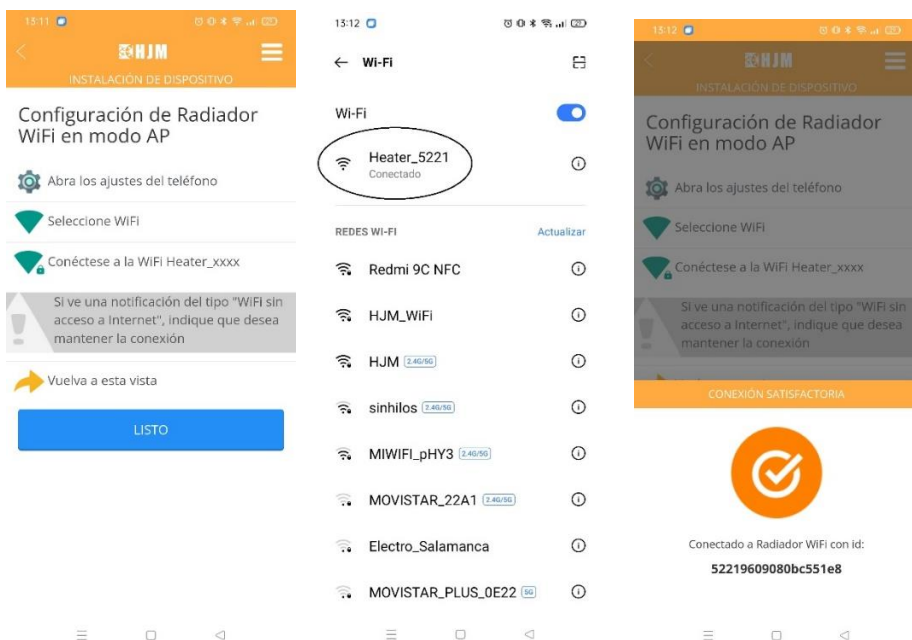 13:11
HJM
INSTALACIÓN DE DISPOSITIVO
Configuración de Radiador
WiFi en modo AP
Abra los ajustes del teléfono
Seleccione WiFi
Conéctese a la WiFi Heater_xxxx
Si ve una notificación del tipo "WiFi sin
acceso a Internet", indique que desea
mantener la conexión
Vuelva a esta vista
LISTO
13:12
Wi-Fi
Wi-Fi
Heater_5221
Conectado
REDES WI-FI Actualizar
Redmi 9C NFC
HJM_WiFi
HJM 2.4G/5G
sinhilos 2.4G/5G
MIWIFI_pHY3 2.4G/5G
MOVISTAR_22A1 2.4G/5G
Electro_Salamanca
MOVISTAR_PLUS_0E22 5G
13:12
HJM
INSTALACIÓN DE DISPOSITIVO
Configuración de Radiador
WiFi en modo AP
Abra los ajustes del teléfono
Seleccione WiFi
Conéctese a la WiFi Heater_xxxx
Si ve una notificación del tipo "WiFi sin
acceso a Internet", indique que desea
mantener la conexión
CONEXIÓN SATISFACTORIA
Conectado a Radiador WiFi con id:
52219609080bc551e8